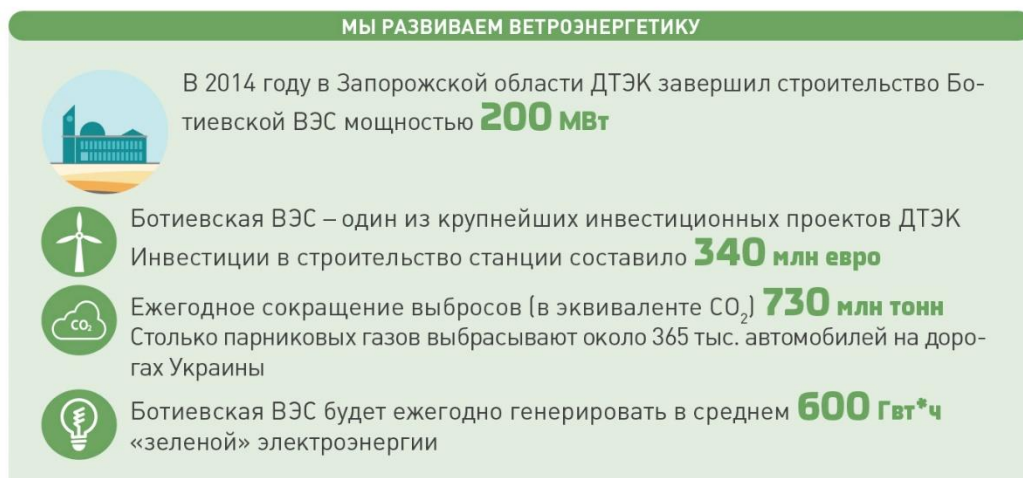 МЫ РАЗВИВАЕМ ВЕТРОЭНЕРГЕТИКУ
В 2014 году в Запорожской области ДТЭК завершил строительство Бо-
тиевской ВЭС мощностью 200 МВт
Ботиевская ВЭС – один из крупнейших инвестиционных проектов ДТЭК
Инвестиции в строительство станции составило 340 млн евро
Ежегодное сокращение выбросов (в эквиваленте CO₂) 730 млн тонн
CO₂
Столько парниковых газов выбрасывают около 365 тыс. автомобилей на доро-
гах Украины
Ботиевская ВЭС будет ежегодно генерировать в среднем 600 Гвт*ч
«зеленой» электроэнергии